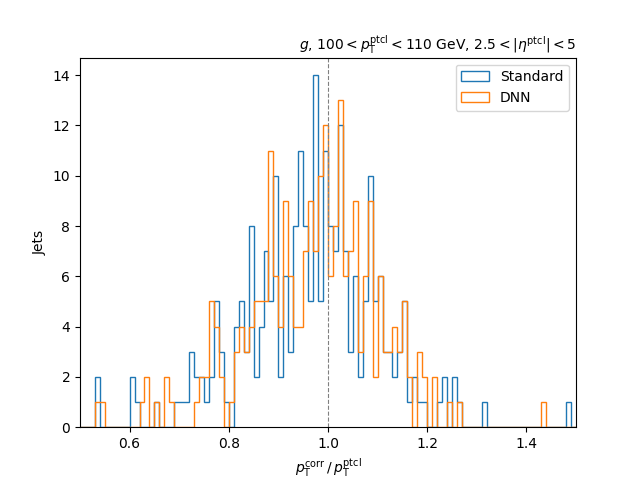 g, 100 < p_T^ptcl < 110 GeV, 2.5 < |η^ptcl| < 5
Standard
DNN
14
12
10
8
6
4
2
0
Jets
0.6 0.8 1.0 1.2 1.4
p_T^corr / p_T^ptcl